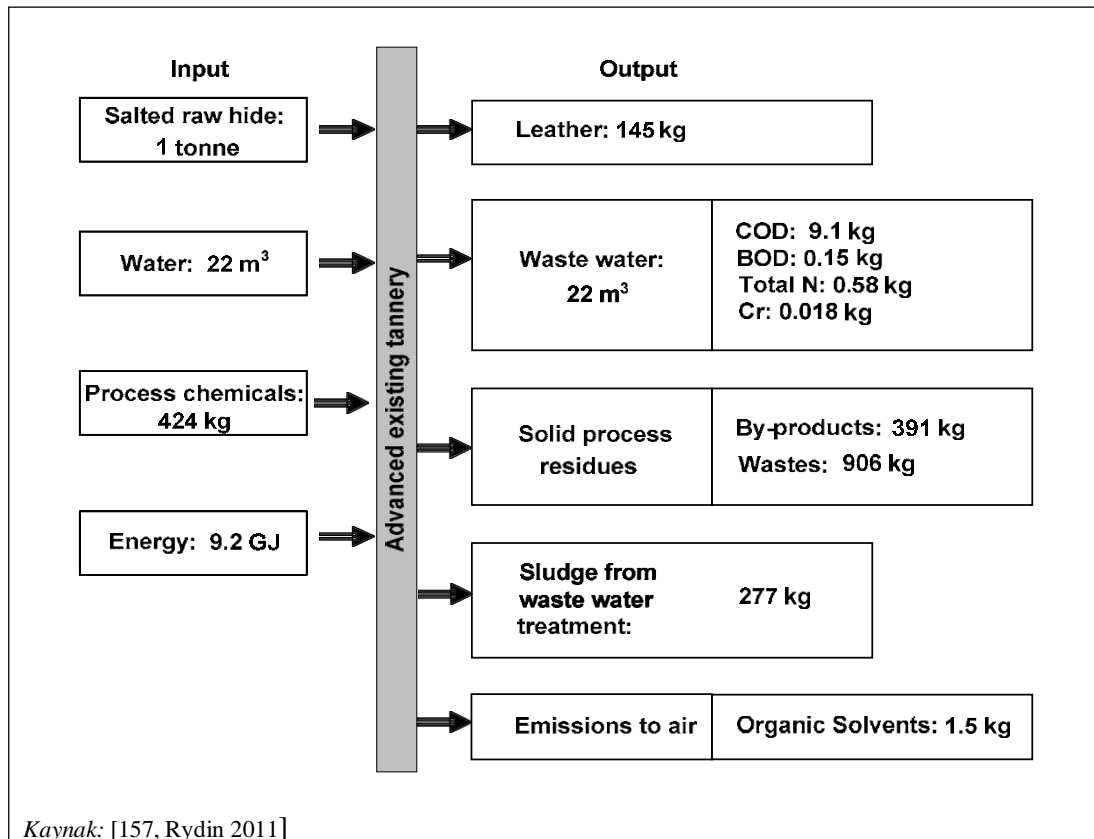 Input
Output
Salted raw hide:
1 tonne
Leather: 145 kg
Water: 22 m³
Waste water:
22 m³
COD: 9.1 kg
BOD: 0.15 kg
Total N: 0.58 kg
Cr: 0.018 kg
Process chemicals:
424 kg
Advanced existing tannery
Solid process
residues
By-products: 391 kg
Wastes: 906 kg
Energy: 9.2 GJ
Sludge from
waste water
treatment:
277 kg
Emissions to air
Organic Solvents: 1.5 kg
Kaynak: [157, Rydin 2011]